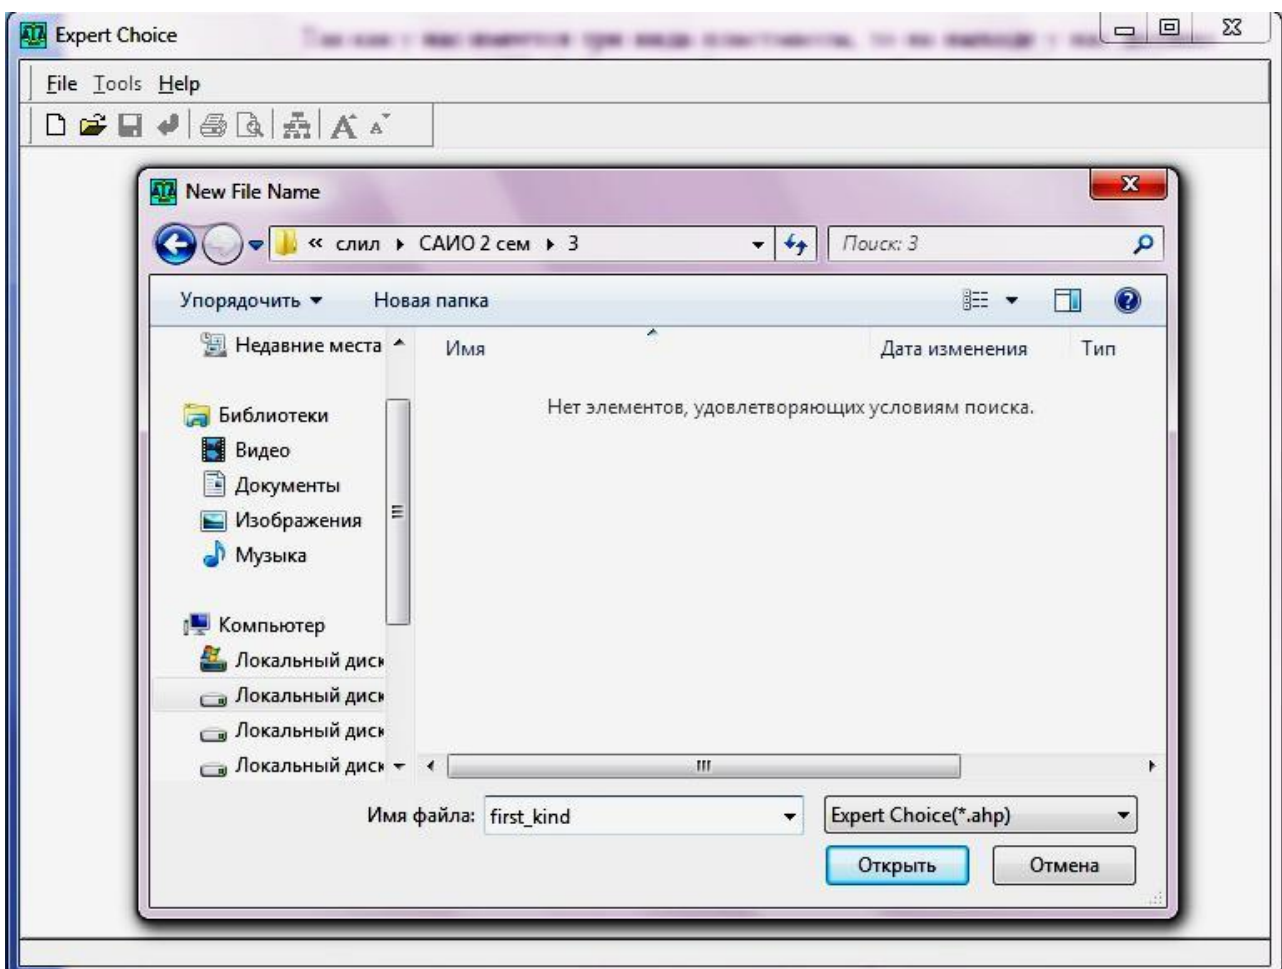 Expert Choice
File Tools Help
New File Name
« слил САИО 2 сем 3 Поиск: 3
Упорядочить Новая папка
Недавние места
Имя Дата изменения Тип
Нет элементов, удовлетворяющих условиям поиска.
Библиотеки
Видео
Документы
Изображения
Музыка
Компьютер
Локальный диск
Локальный диск
Локальный диск
Локальный диск
Имя файла: first_kind Expert Choice(*.ahp)
Открыть Отмена